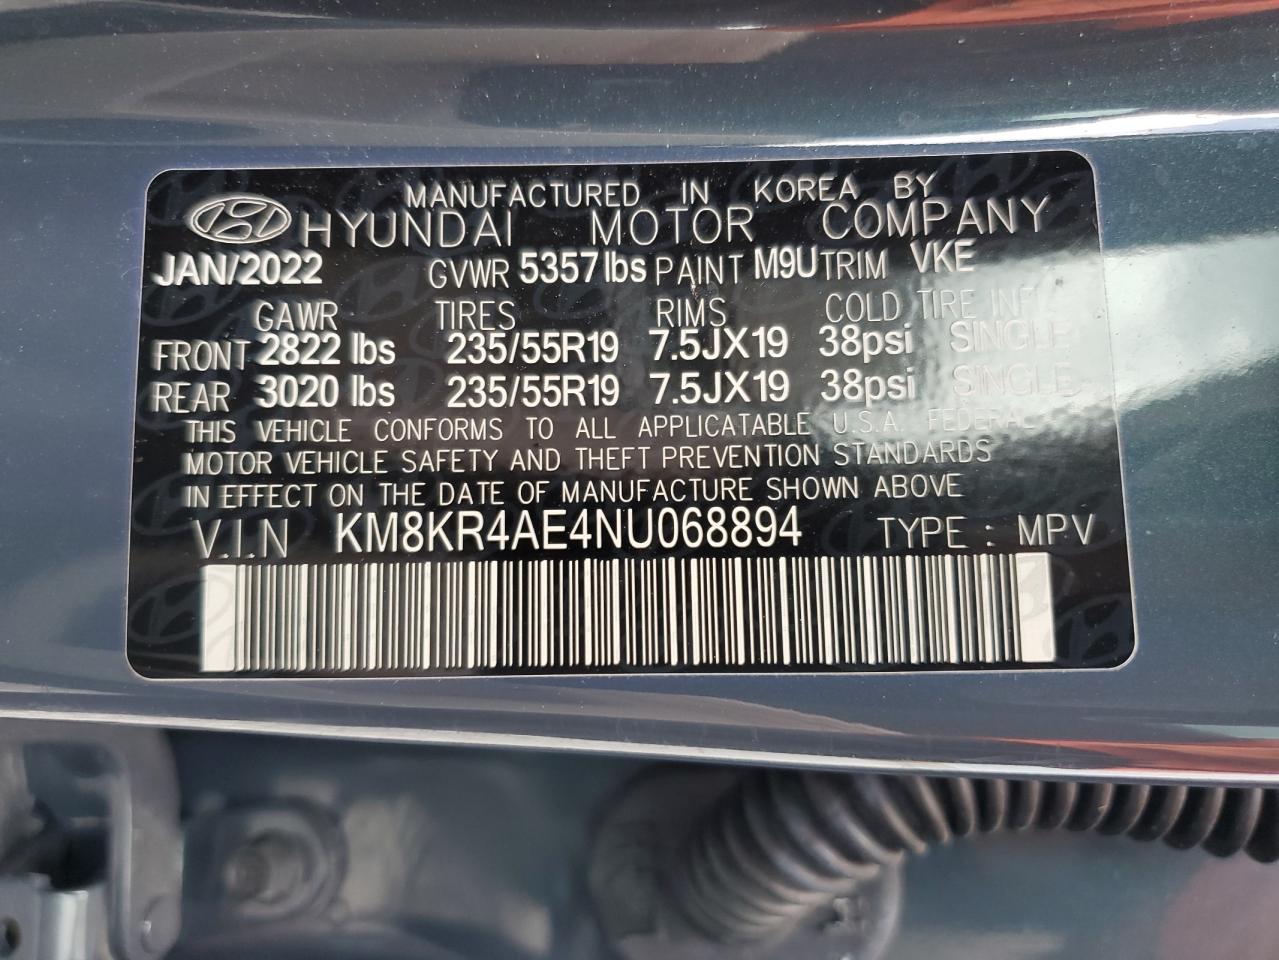 MANUFACTURED IN KOREA BY
HYUNDAI MOTOR COMPANY
JAN/2022 GVWR 5357 lbs PAINT M9U TRIM VKE
GAWR TIRES RIMS COLD TIRE INFL
FRONT 2822 lbs 235/55R19 7.5JX19 38psi SINGLE
REAR 3020 lbs 235/55R19 7.5JX19 38psi SINGLE
THIS VEHICLE CONFORMS TO ALL APPLICATABLE U.S.A. FEDERAL
MOTOR VEHICLE SAFETY AND THEFT PREVENTION STANDARDS
IN EFFECT ON THE DATE OF MANUFACTURE SHOWN ABOVE
V.I.N KM8KR4AE4NU068894 TYPE : MPV